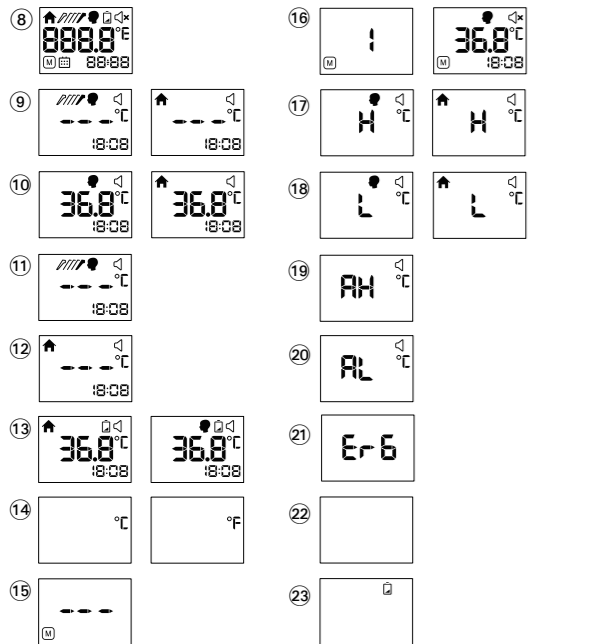 8
888.8°E
M 88:88
9
--- °C
18:08
--- °C
18:08
10
36.8°C
18:08
36.8°C
18:08
11
--- °C
18:08
12
--- °C
18:08
13
36.8°C
18:08
36.8°C
18:08
14
°C
°F
15
---
M
16
1
M
36.8°C
M 18:08
17
H °C
H °C
18
L °C
L °C
19
AH °C
20
AL °C
21
Er6
22
23